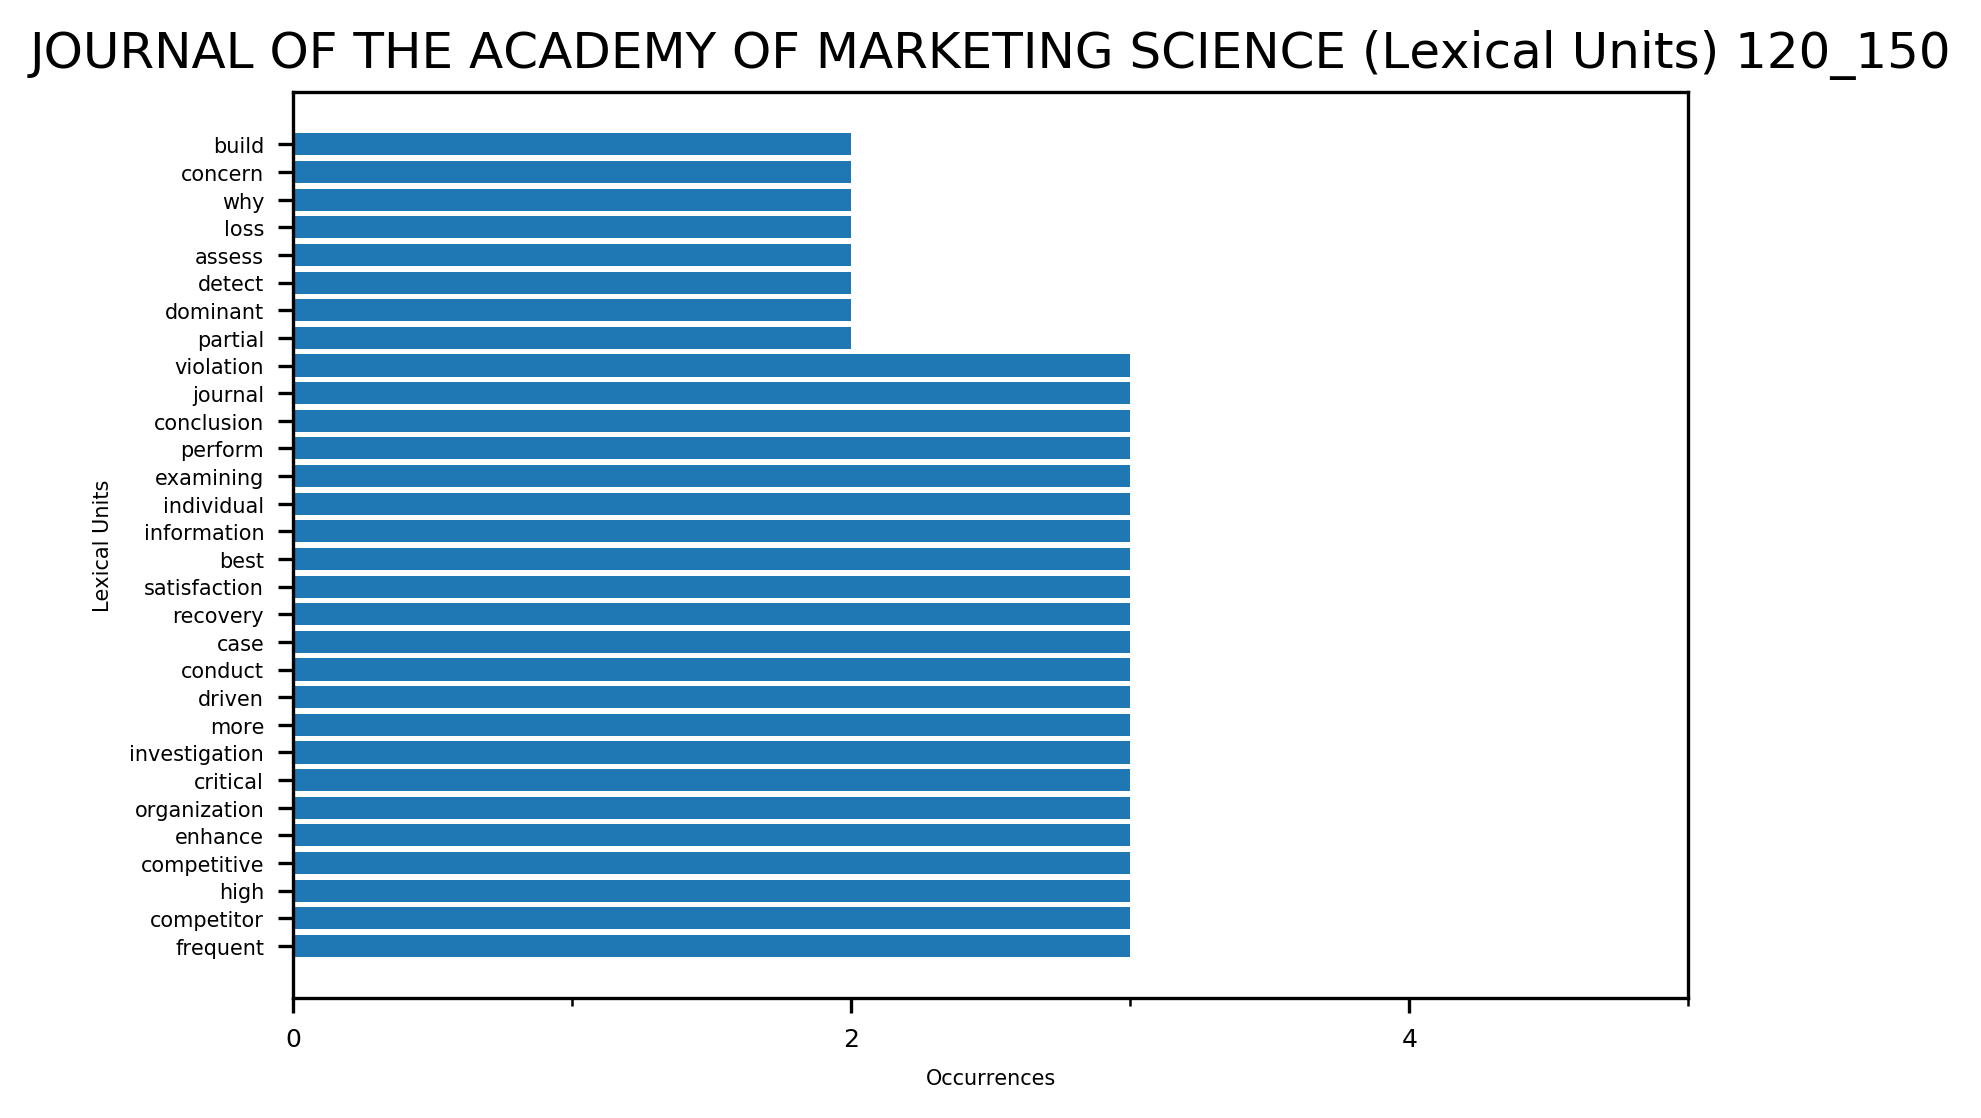 JOURNAL OF THE ACADEMY OF MARKETING SCIENCE (Lexical Units) 120_150
build
concern
why
loss
assess
detect
dominant
partial
violation
journal
conclusion
perform
examining
individual
information
best
satisfaction
recovery
case
conduct
driven
more
investigation
critical
organization
enhance
competitive
high
competitor
frequent
Lexical Units
0 2 4
Occurrences